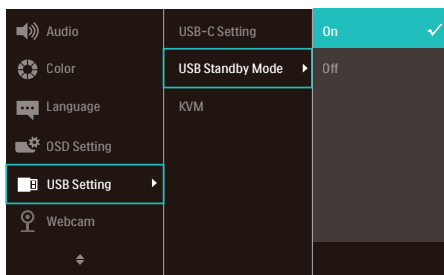 Audio
Color
Language
OSD Setting
USB Setting
Webcam
USB-C Setting
USB Standby Mode
KVM
On
Off